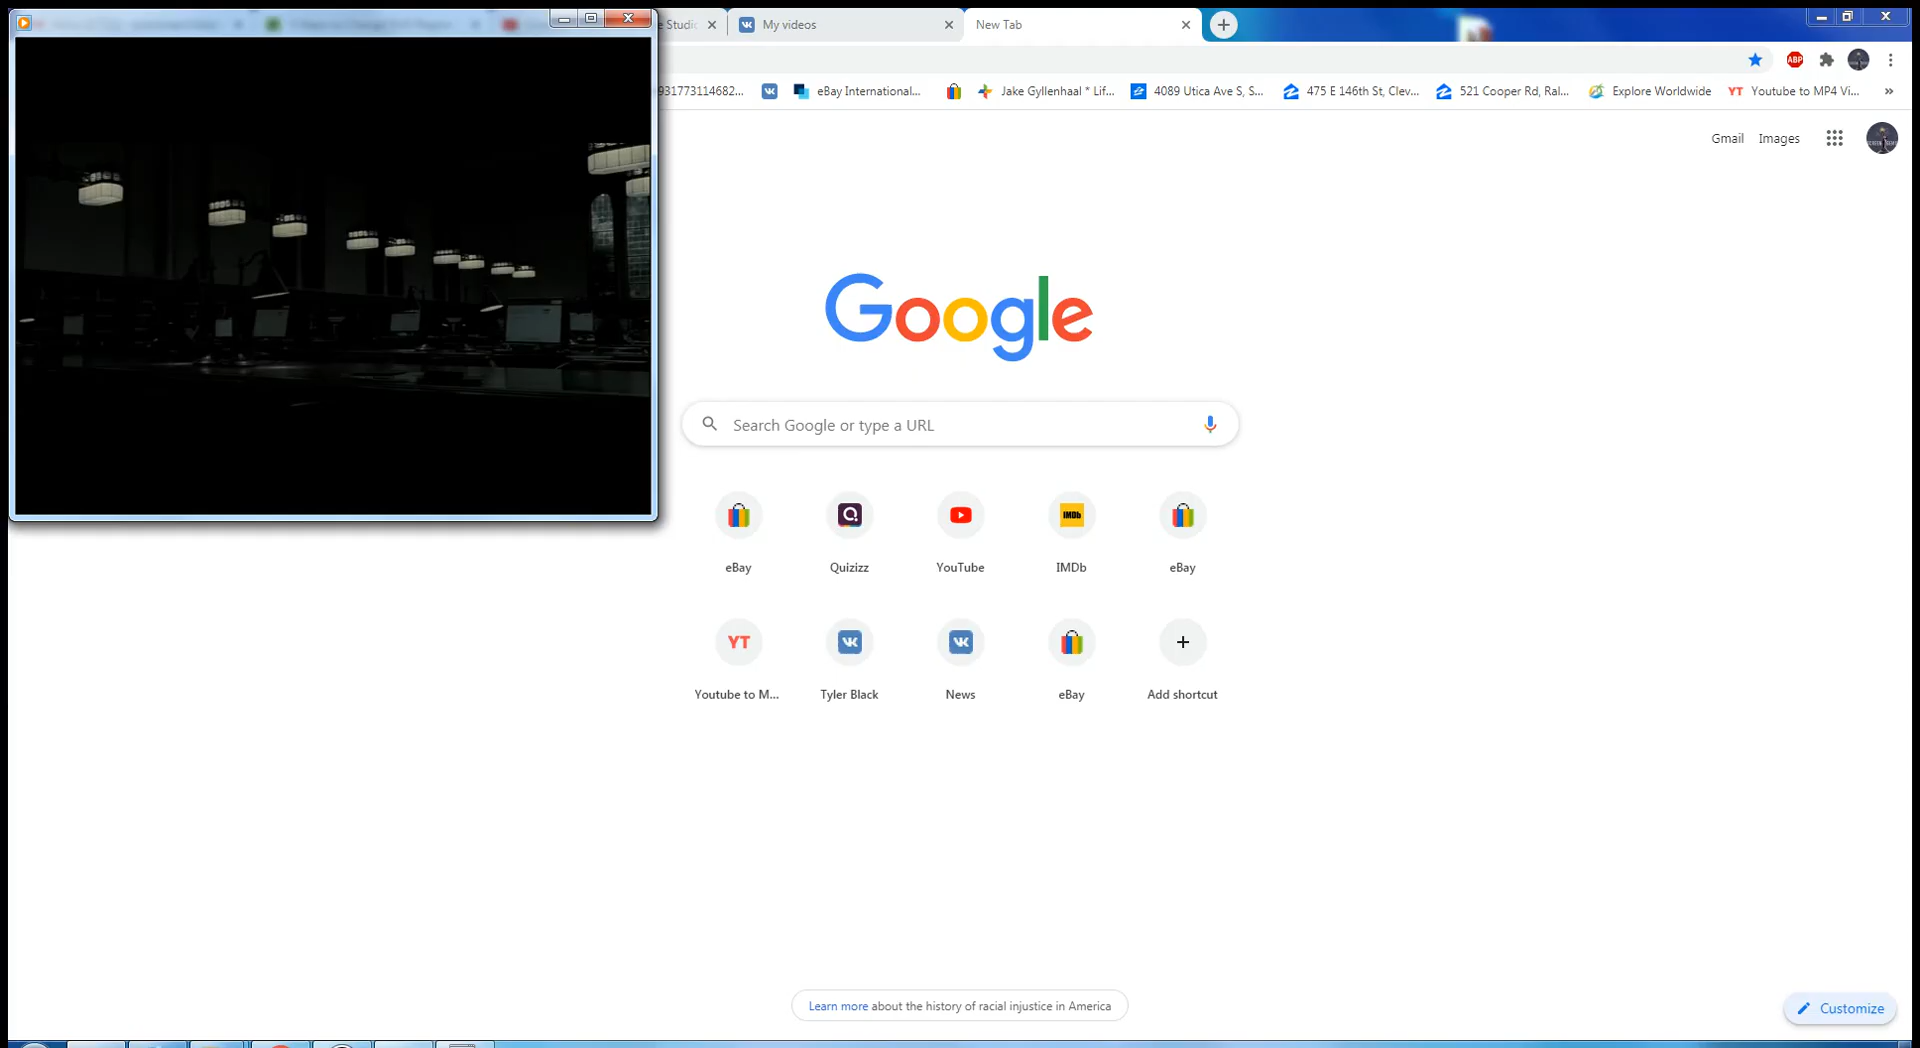 e Studio
My videos
New Tab
931773114682...
eBay International...
Jake Gyllenhaal * Lif...
4089 Utica Ave S, S...
475 E 146th St, Clev...
521 Cooper Rd, Ral...
Explore Worldwide
YT
Youtube to MP4 Vi...
»
ABP
Gmail
Images
Google
Search Google or type a URL
IMDb
eBay
Quizizz
YouTube
IMDb
eBay
YT
Youtube to M...
Tyler Black
News
eBay
Add shortcut
Learn more about the history of racial injustice in America
Customize